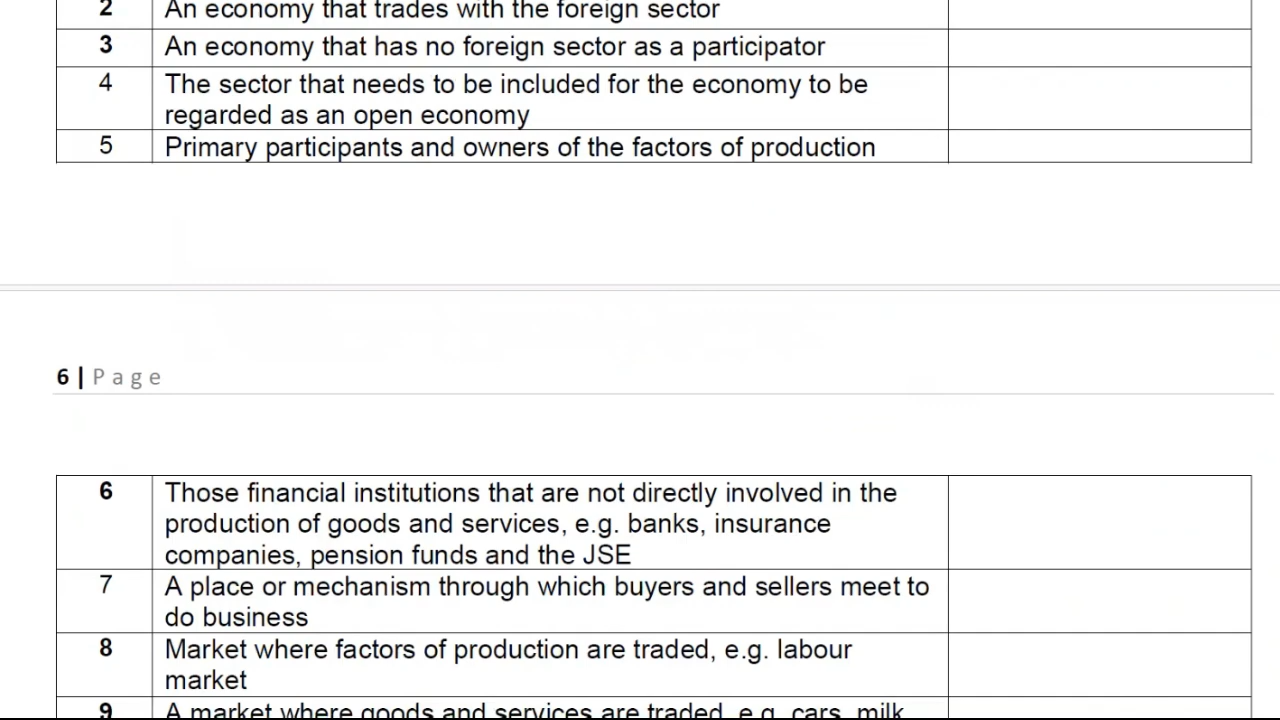 2 An economy that trades with the foreign sector
3 An economy that has no foreign sector as a participator
4 The sector that needs to be included for the economy to be
regarded as an open economy
5 Primary participants and owners of the factors of production
6 | Page
6 Those financial institutions that are not directly involved in the
production of goods and services, e.g. banks, insurance
companies, pension funds and the JSE
7 A place or mechanism through which buyers and sellers meet to
do business
8 Market where factors of production are traded, e.g. labour
market
9 A market where goods and services are traded, e.g. cars, milk